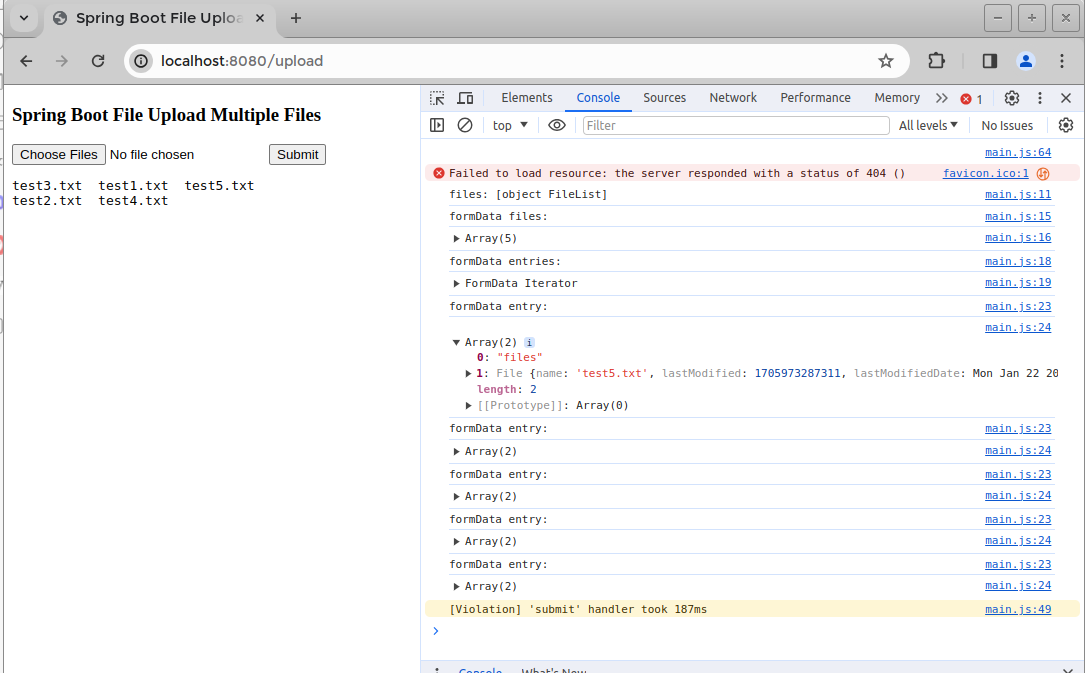 Spring Boot File Uploa
localhost:8080/upload
Spring Boot File Upload Multiple Files
Choose Files No file chosen Submit
test3.txt test1.txt test5.txt
test2.txt test4.txt
Elements Console Sources Network Performance Memory 1
top Filter All levels No Issues
main.js:64
Failed to load resource: the server responded with a status of 404 () favicon.ico:1
files: [object FileList] main.js:11
formData files: main.js:15
Array(5) main.js:16
formData entries: main.js:18
FormData Iterator main.js:19
formData entry: main.js:23
main.js:24
Array(2) i
0: "files"
1: File {name: 'test5.txt', lastModified: 1705973287311, lastModifiedDate: Mon Jan 22 20
length: 2
[[Prototype]]: Array(0)
formData entry: main.js:23
Array(2) main.js:24
formData entry: main.js:23
Array(2) main.js:24
formData entry: main.js:23
Array(2) main.js:24
formData entry: main.js:23
Array(2) main.js:24
[Violation] 'submit' handler took 187ms main.js:49
Console What's New